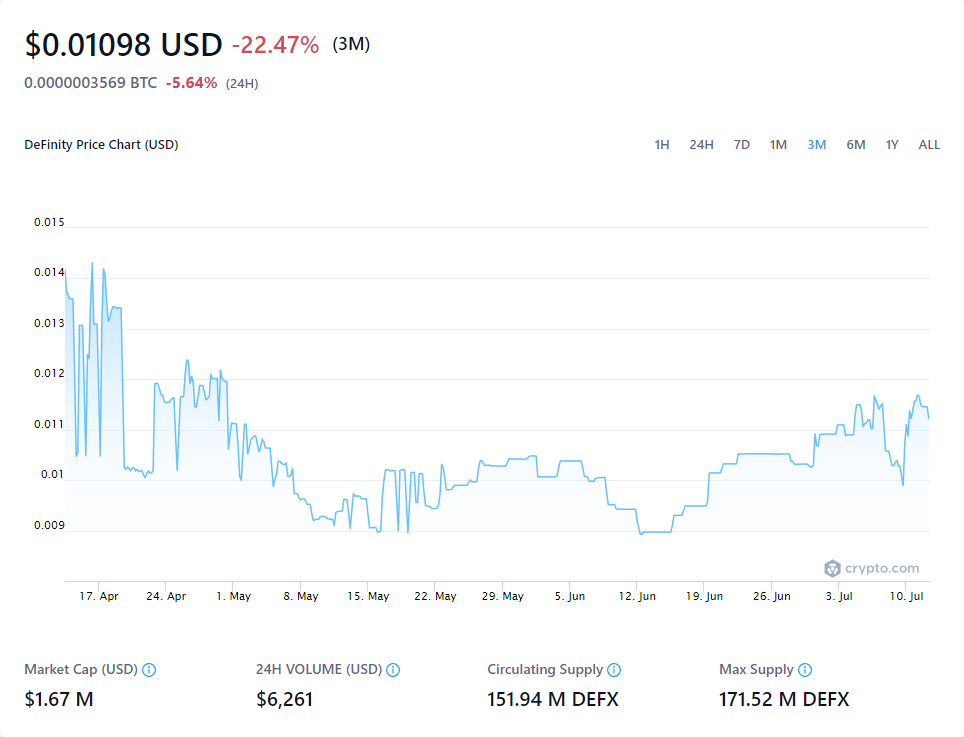 $0.01098 USD -22.47% (3M)
0.0000003569 BTC -5.64% (24H)
DeFinity Price Chart (USD) 1H 24H 7D 1M 3M 6M 1Y ALL
0.015
0.014
0.013
0.012
0.011
0.01
0.009
crypto.com
17. Apr 24. Apr 1. May 8. May 15. May 22. May 29. May 5. Jun 12. Jun 19. Jun 26. Jun 3. Jul 10. Jul
Market Cap (USD) 24H VOLUME (USD) Circulating Supply Max Supply
$1.67 M $6,261 151.94 M DEFX 171.52 M DEFX